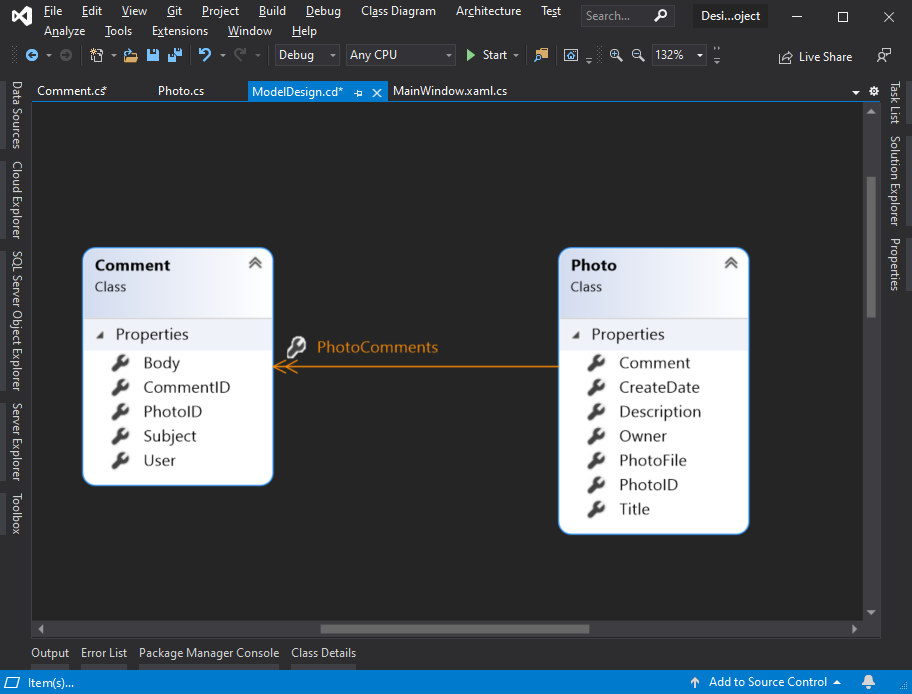 File Edit View Git Project Build Debug Class Diagram Architecture Test Search... Desi...oject
Analyze Tools Extensions Window Help
Debug Any CPU Start 132% Live Share
Comment.cs* Photo.cs ModelDesign.cd* MainWindow.xaml.cs
Data Sources
Cloud Explorer
SQL Server Object Explorer
Server Explorer
Toolbox
Comment
Class
Properties
Body
CommentID
PhotoID
Subject
User
PhotoComments
Photo
Class
Properties
Comment
CreateDate
Description
Owner
PhotoFile
PhotoID
Title
Task List
Solution Explorer
Properties
Output Error List Package Manager Console Class Details
Item(s)... Add to Source Control